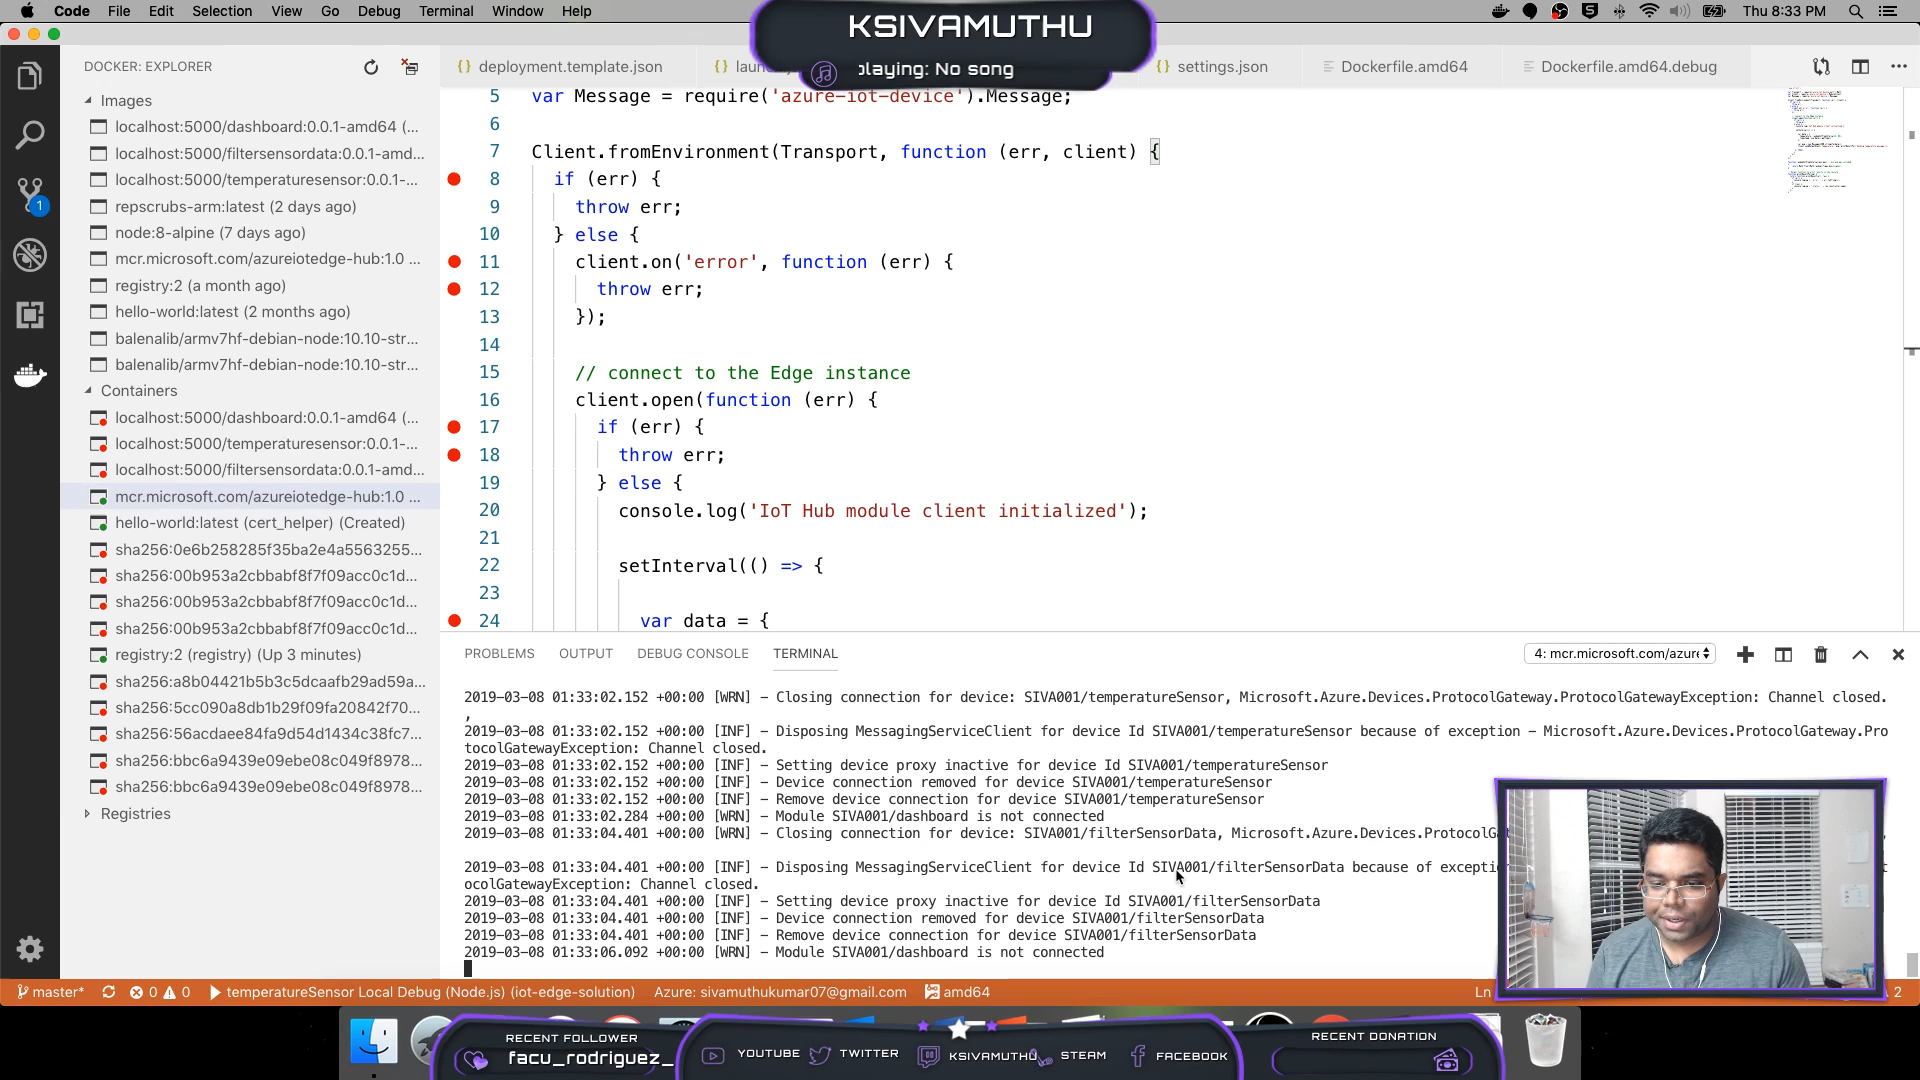 Code File Edit Selection View Go Debug Terminal Window Help
Thu 8:33 PM
KSIVAMUTHU
playing: No song
DOCKER: EXPLORER
deployment.template.json
settings.json
Dockerfile.amd64
Dockerfile.amd64.debug
Images
localhost:5000/dashboard:0.0.1-amd64 (...
localhost:5000/filtersensordata:0.0.1-amd...
localhost:5000/temperaturesensor:0.0.1-...
repscrubs-arm:latest (2 days ago)
node:8-alpine (7 days ago)
mcr.microsoft.com/azureiotedge-hub:1.0 ...
registry:2 (a month ago)
hello-world:latest (2 months ago)
balenalib/armv7hf-debian-node:10.10-str...
balenalib/armv7hf-debian-node:10.10-str...
Containers
localhost:5000/dashboard:0.0.1-amd64 (...
localhost:5000/temperaturesensor:0.0.1-...
localhost:5000/filtersensordata:0.0.1-amd...
mcr.microsoft.com/azureiotedge-hub:1.0 ...
hello-world:latest (cert_helper) (Created)
sha256:0e6b258285f35ba2e4a5563255...
sha256:00b953a2cbbabf8f7f09acc0c1d...
sha256:00b953a2cbbabf8f7f09acc0c1d...
sha256:00b953a2cbbabf8f7f09acc0c1d...
registry:2 (registry) (Up 3 minutes)
sha256:a8b04421b5b3c5dcaafb29ad59a...
sha256:5cc090a8db1b29f09fa20842f70...
sha256:56acdaee84fa9d54d1434c38fc7...
sha256:bbc6a9439e09ebe08c049f8978...
sha256:bbc6a9439e09ebe08c049f8978...
Registries
1
5 var Message = require('azure-iot-device').Message;
6
7 Client.fromEnvironment(Transport, function (err, client) {
8 if (err) {
9 throw err;
10 } else {
11 client.on('error', function (err) {
12 throw err;
13 });
14
15 // connect to the Edge instance
16 client.open(function (err) {
17 if (err) {
18 throw err;
19 } else {
20 console.log('IoT Hub module client initialized');
21
22 setInterval(() => {
23
24 var data = {
PROBLEMS OUTPUT DEBUG CONSOLE TERMINAL
4: mcr.microsoft.com/azure
2019-03-08 01:33:02.152 +00:00 [WRN] - Closing connection for device: SIVA001/temperatureSensor, Microsoft.Azure.Devices.ProtocolGateway.ProtocolGatewayException: Channel closed.
,
2019-03-08 01:33:02.152 +00:00 [INF] - Disposing MessagingServiceClient for device Id SIVA001/temperatureSensor because of exception - Microsoft.Azure.Devices.ProtocolGateway.Pro
tocolGatewayException: Channel closed.
2019-03-08 01:33:02.152 +00:00 [INF] - Setting device proxy inactive for device Id SIVA001/temperatureSensor
2019-03-08 01:33:02.152 +00:00 [INF] - Device connection removed for device SIVA001/temperatureSensor
2019-03-08 01:33:02.152 +00:00 [INF] - Remove device connection for device SIVA001/temperatureSensor
2019-03-08 01:33:02.284 +00:00 [WRN] - Module SIVA001/dashboard is not connected
2019-03-08 01:33:04.401 +00:00 [WRN] - Closing connection for device: SIVA001/filterSensorData, Microsoft.Azure.Devices.ProtocolG
2019-03-08 01:33:04.401 +00:00 [INF] - Disposing MessagingServiceClient for device Id SIVA001/filterSensorData because of excepti
ocolGatewayException: Channel closed.
2019-03-08 01:33:04.401 +00:00 [INF] - Setting device proxy inactive for device Id SIVA001/filterSensorData
2019-03-08 01:33:04.401 +00:00 [INF] - Device connection removed for device SIVA001/filterSensorData
2019-03-08 01:33:04.401 +00:00 [INF] - Remove device connection for device SIVA001/filterSensorData
2019-03-08 01:33:06.092 +00:00 [WRN] - Module SIVA001/dashboard is not connected
master* 0 0 temperatureSensor Local Debug (Node.js) (iot-edge-solution) Azure: sivamuthukumar07@gmail.com amd64 Ln 2
RECENT FOLLOWER
facu_rodriguez_
YOUTUBE TWITTER KSIVAMUTHU STEAM FACEBOOK
RECENT DONATION